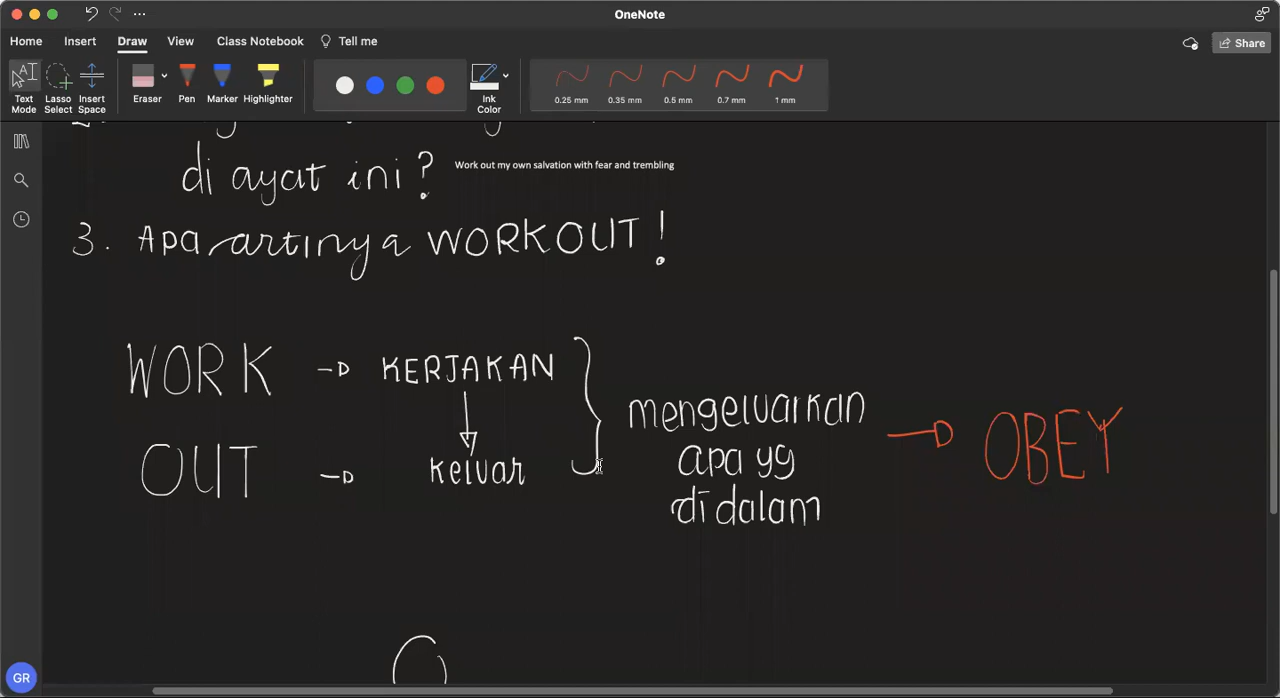 OneNote
Home Insert Draw View Class Notebook Tell me
Share
Text Mode
Lasso Select
Insert Space
Eraser
Pen
Marker
Highlighter
Ink Color
0.25 mm
0.35 mm
0.5 mm
0.7 mm
1 mm
di ayat ini?
Work out my own salvation with fear and trembling
3. Apa artinya WORKOUT!
WORK KERJAKAN
OUT keluar
mengeluarkan
apa yg
di dalam
OBEY
GR